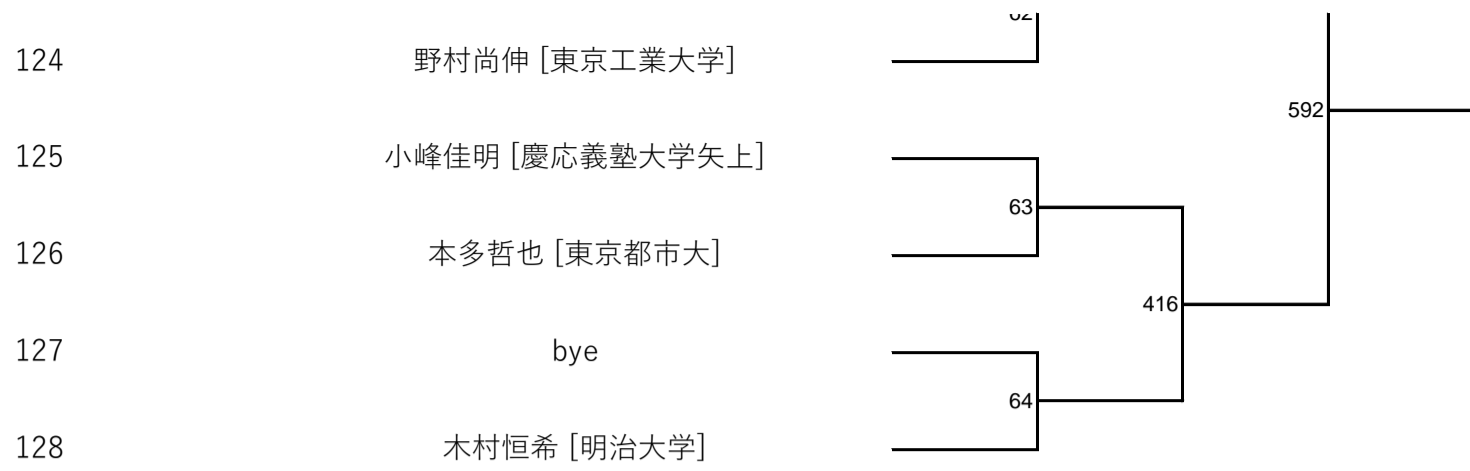 62
124 野村尚伸 [東京工業大学]
592
125 小峰佳明 [慶応義塾大学矢上]
63
126 本多哲也 [東京都市大]
416
127 bye
64
128 木村恒希 [明治大学]